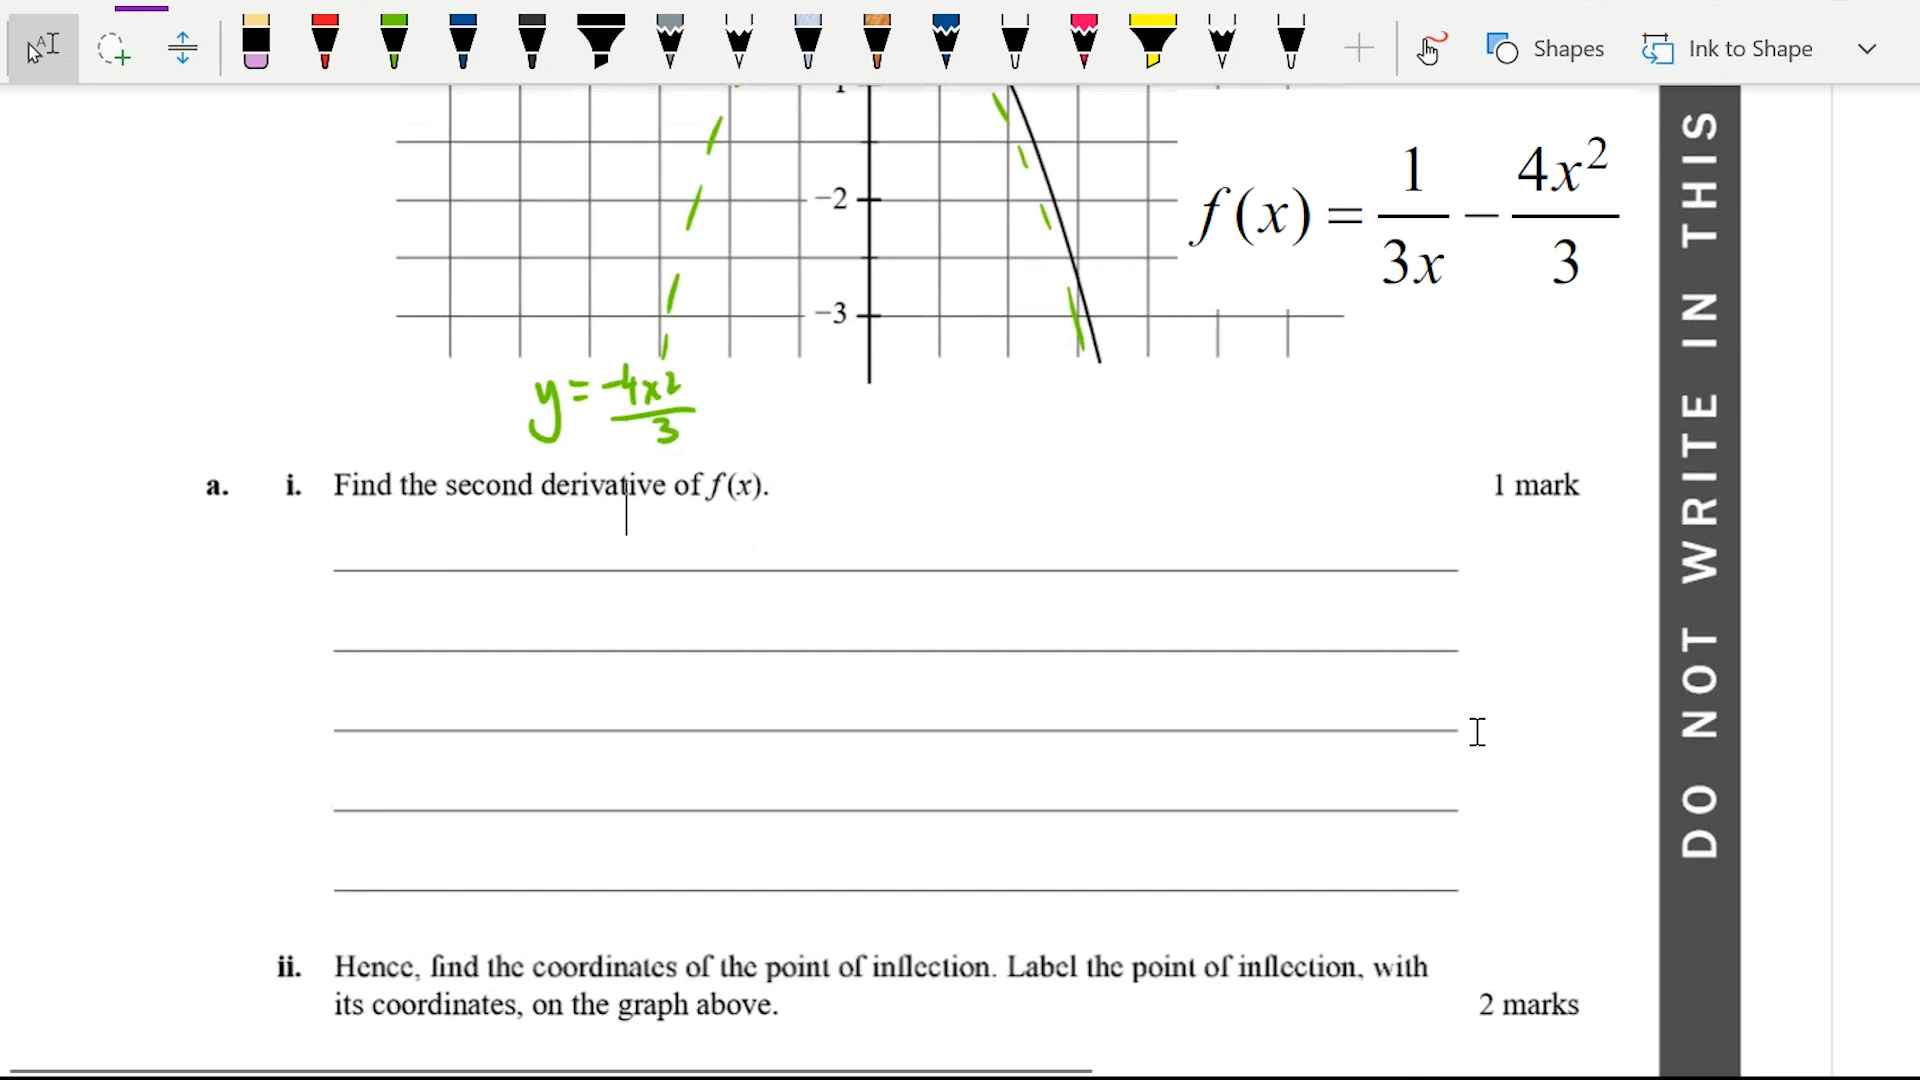 Shapes
Ink to Shape
−2
−3
f(x) = 1/3x − 4x²/3
y = -4x²/3
a. i. Find the second derivative of f(x). 1 mark
ii. Hence, find the coordinates of the point of inflection. Label the point of inflection, with
its coordinates, on the graph above. 2 marks
DO NOT WRITE IN THIS